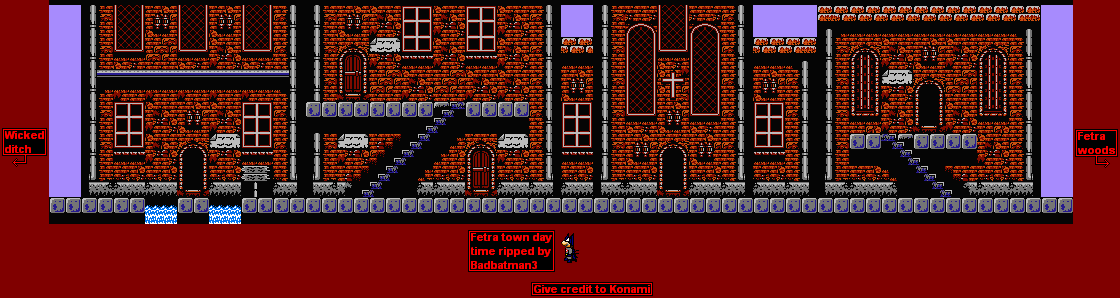 Wicked
ditch
Fetra
woods
Fetra town day
time ripped by
Badbatman3
Give credit to Konami